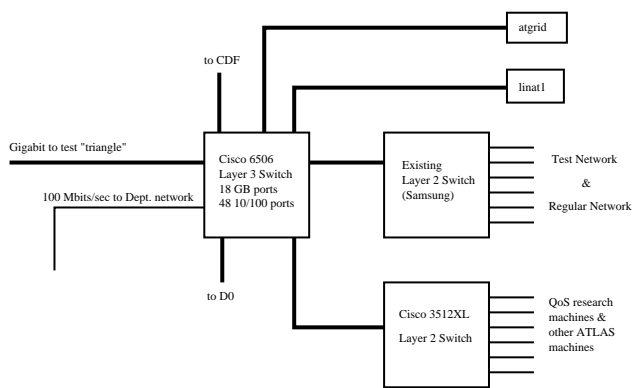 atgrid
to CDF
linat1
Gigabit to test "triangle"
Cisco 6506
Layer 3 Switch
18 GB ports
48 10/100 ports
100 Mbits/sec to Dept. network
to D0
Existing
Layer 2 Switch
(Samsung)
Test Network
&
Regular Network
Cisco 3512XL
Layer 2 Switch
QoS research
machines &
other ATLAS
machines